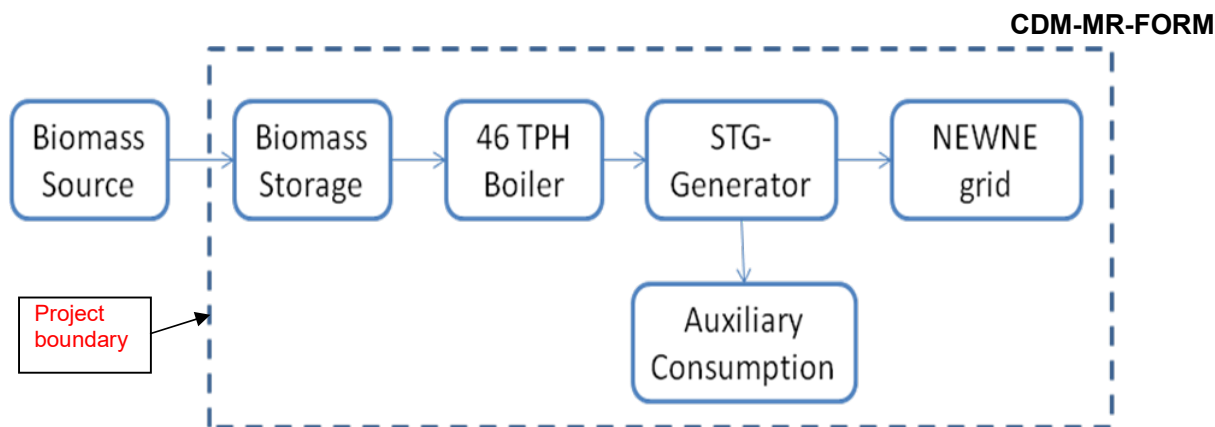 CDM-MR-FORM
Biomass
Source
Biomass
Storage
46 TPH
Boiler
STG-
Generator
NEWNE
grid
Project
boundary
Auxiliary
Consumption